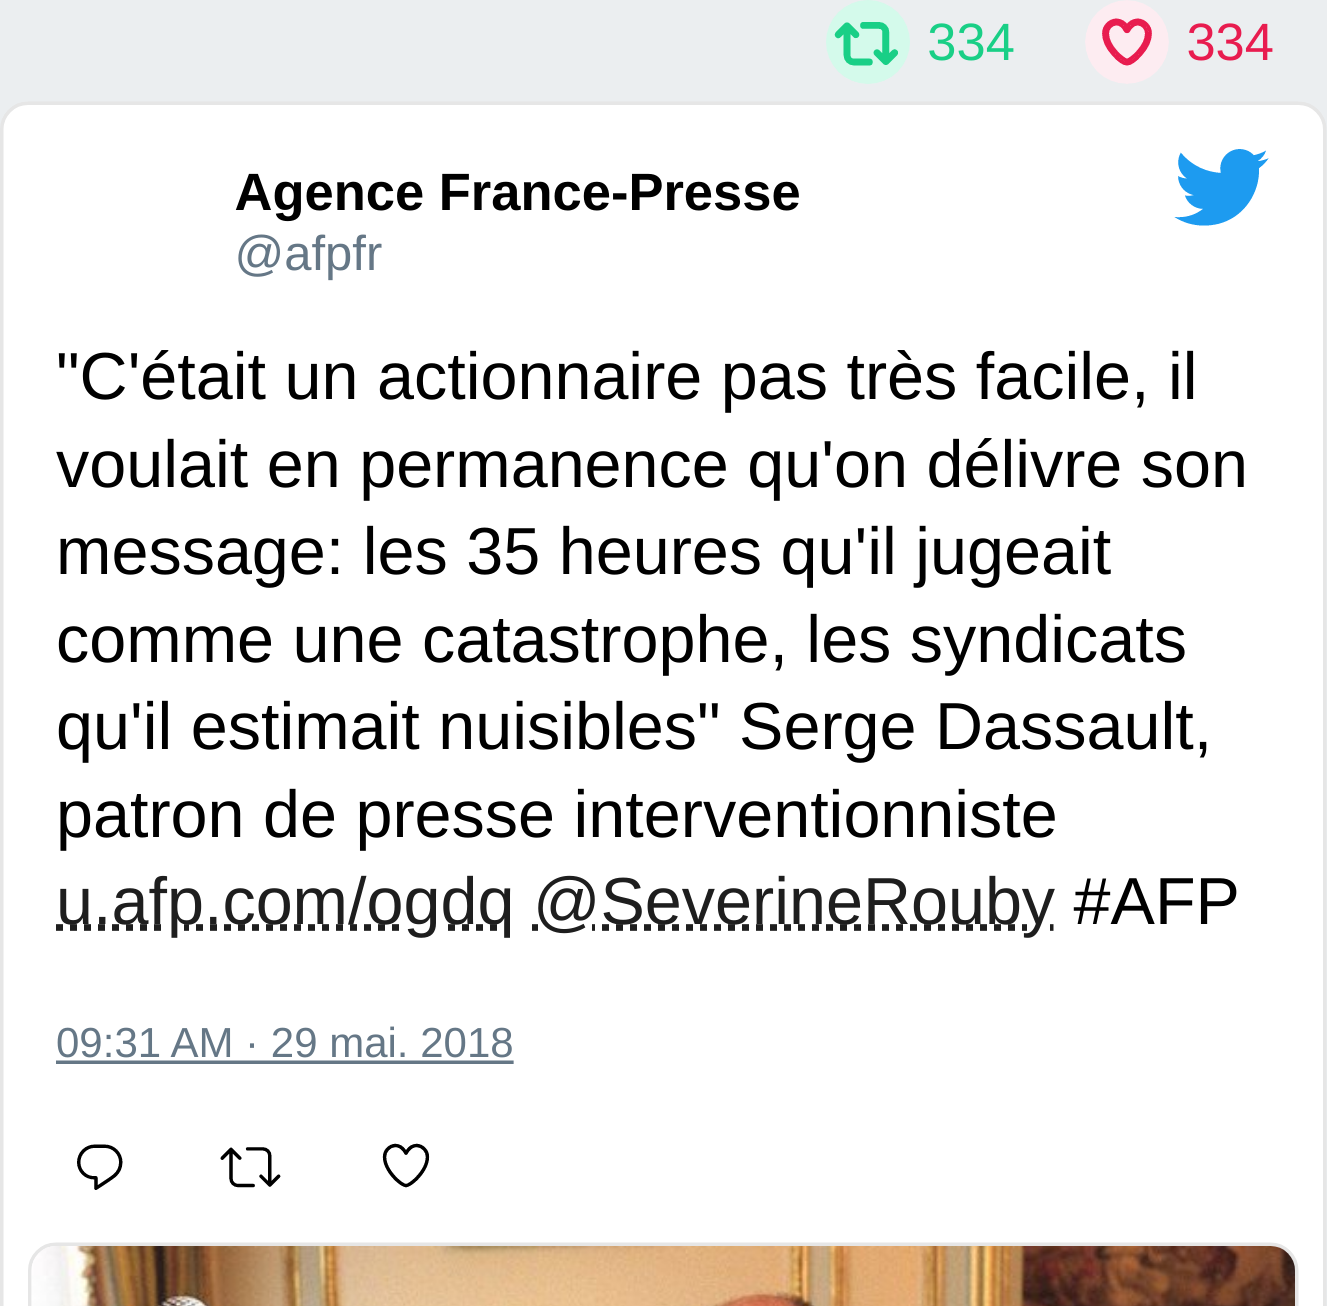 334 334
Agence France-Presse
@afpfr
"C'était un actionnaire pas très facile, il
voulait en permanence qu'on délivre son
message: les 35 heures qu'il jugeait
comme une catastrophe, les syndicats
qu'il estimait nuisibles" Serge Dassault,
patron de presse interventionniste
u.afp.com/ogdq @SeverineRouby #AFP
09:31 AM · 29 mai. 2018